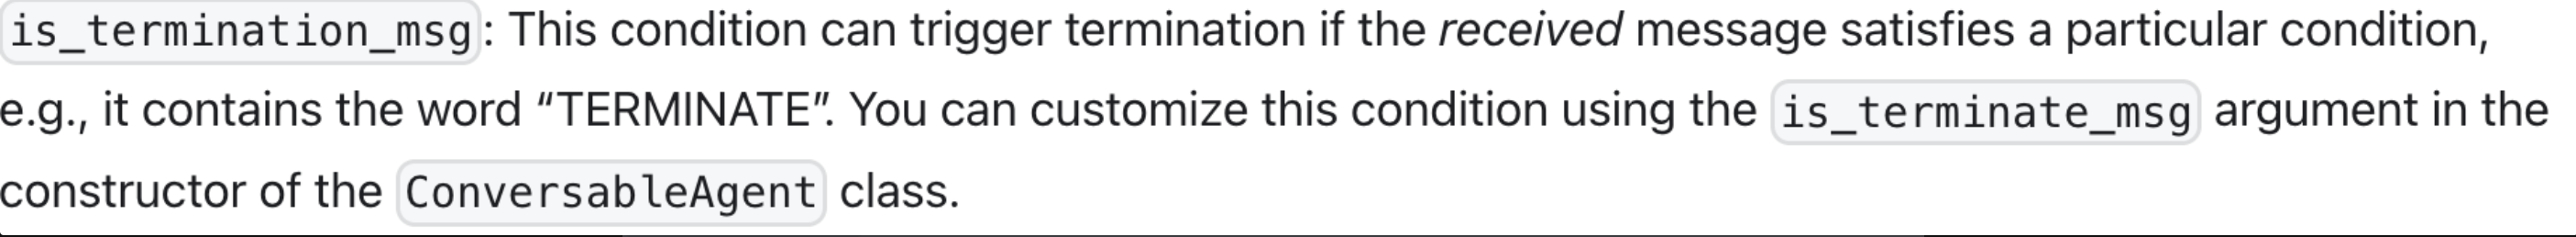 is_termination_msg: This condition can trigger termination if the received message satisfies a particular condition,
e.g., it contains the word “TERMINATE”. You can customize this condition using the is_terminate_msg argument in the
constructor of the ConversableAgent class.